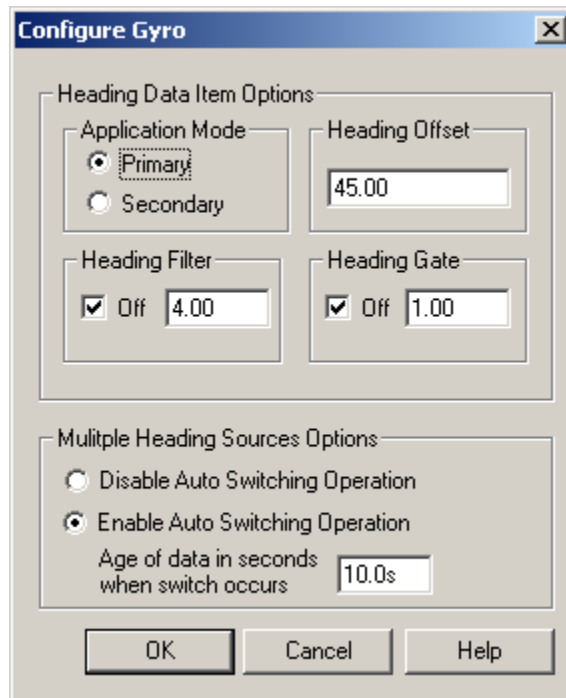 Configure Gyro
Heading Data Item Options
Application Mode
Primary
Secondary
Heading Offset
45.00
Heading Filter
Off 4.00
Heading Gate
Off 1.00
Mulitple Heading Sources Options
Disable Auto Switching Operation
Enable Auto Switching Operation
Age of data in seconds
when switch occurs
10.0s
OK Cancel Help